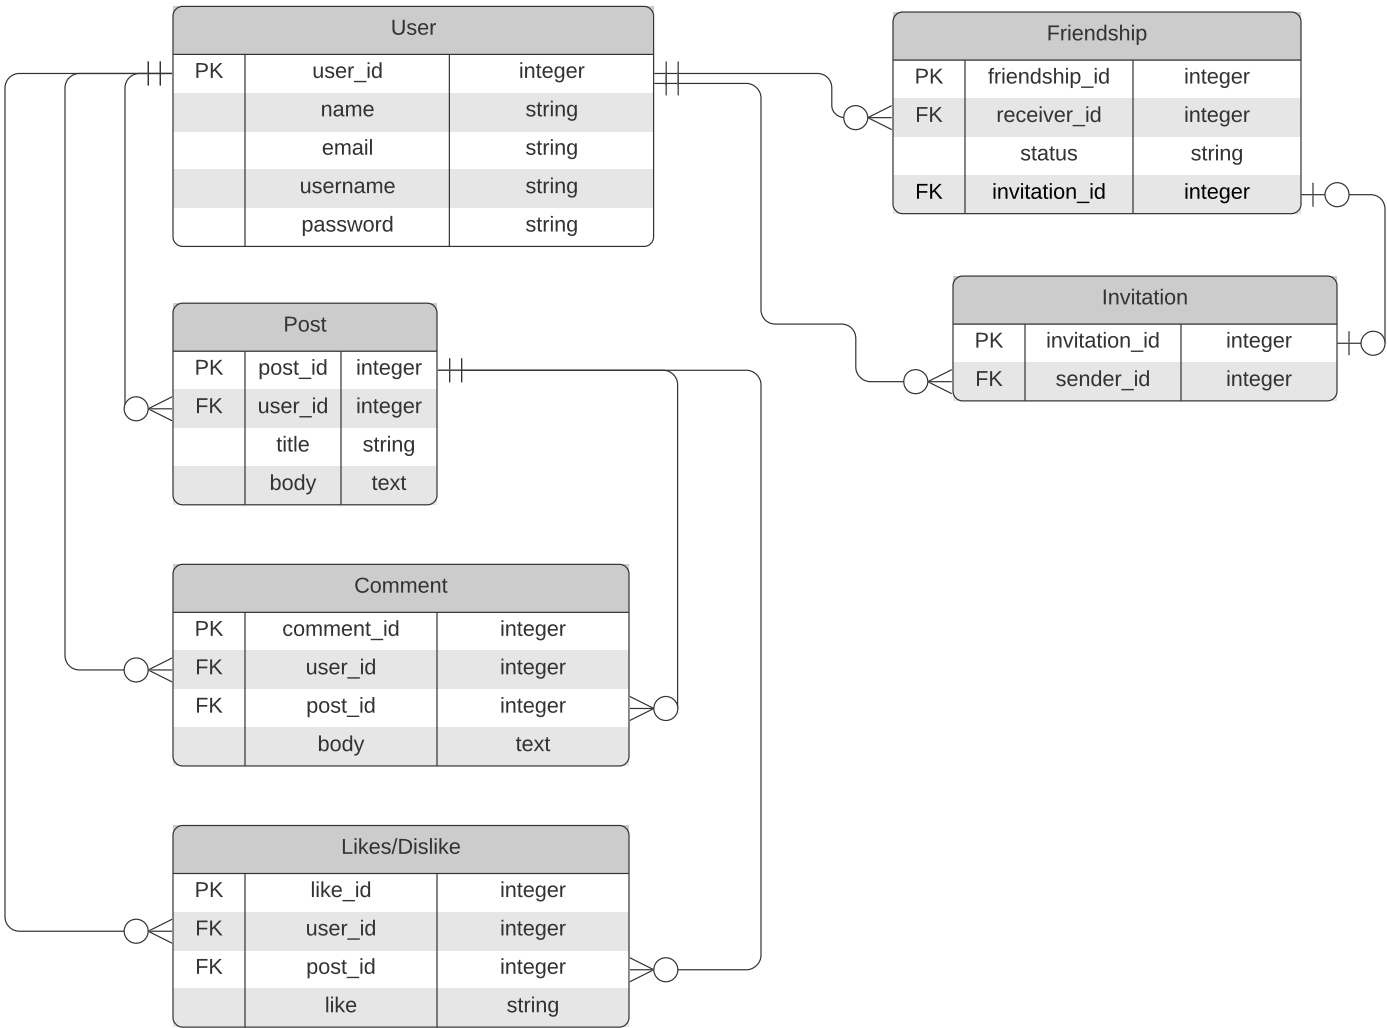 User
PK user_id integer
name string
email string
username string
password string
Friendship
PK friendship_id integer
FK receiver_id integer
status string
FK invitation_id integer
Invitation
PK invitation_id integer
FK sender_id integer
Post
PK post_id integer
FK user_id integer
title string
body text
Comment
PK comment_id integer
FK user_id integer
FK post_id integer
body text
Likes/Dislike
PK like_id integer
FK user_id integer
FK post_id integer
like string